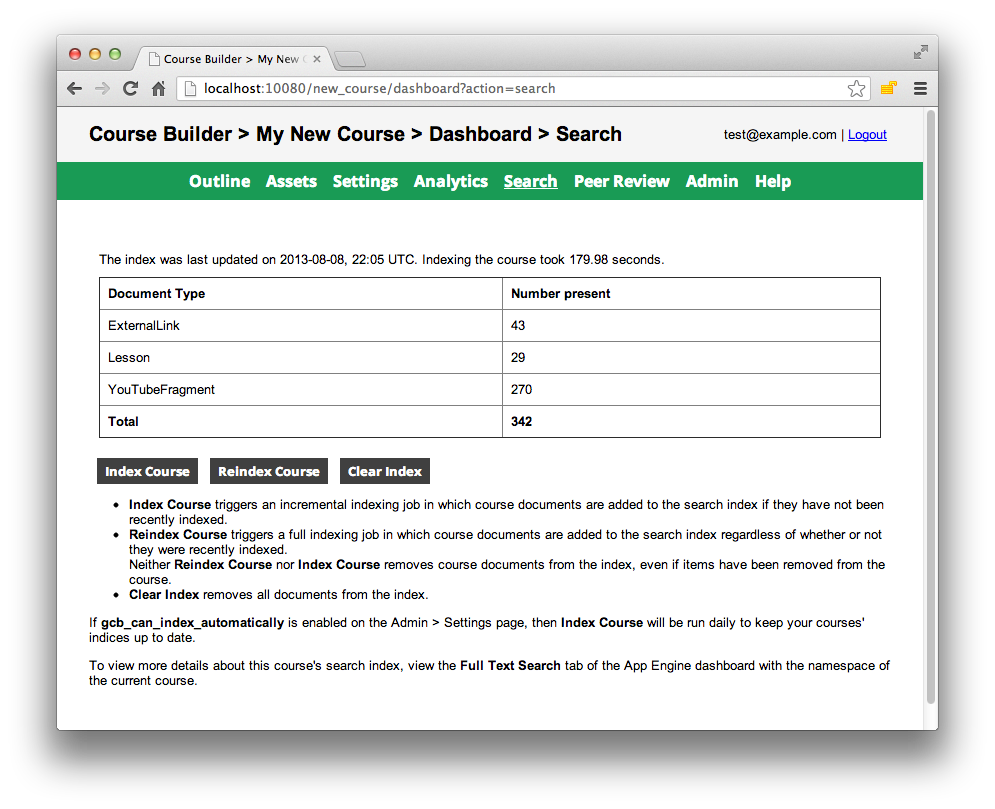 Course Builder > My New C
localhost:10080/new_course/dashboard?action=search
Course Builder > My New Course > Dashboard > Search
test@example.com | Logout
Outline Assets Settings Analytics Search Peer Review Admin Help
The index was last updated on 2013-08-08, 22:05 UTC. Indexing the course took 179.98 seconds.
Document Type Number present
ExternalLink 43
Lesson 29
YouTubeFragment 270
Total 342
Index Course Reindex Course Clear Index
• Index Course triggers an incremental indexing job in which course documents are added to the search index if they have not been
recently indexed.
• Reindex Course triggers a full indexing job in which course documents are added to the search index regardless of whether or not
they were recently indexed.
Neither Reindex Course nor Index Course removes course documents from the index, even if items have been removed from the
course.
• Clear Index removes all documents from the index.
If gcb_can_index_automatically is enabled on the Admin > Settings page, then Index Course will be run daily to keep your courses'
indices up to date.
To view more details about this course's search index, view the Full Text Search tab of the App Engine dashboard with the namespace of
the current course.